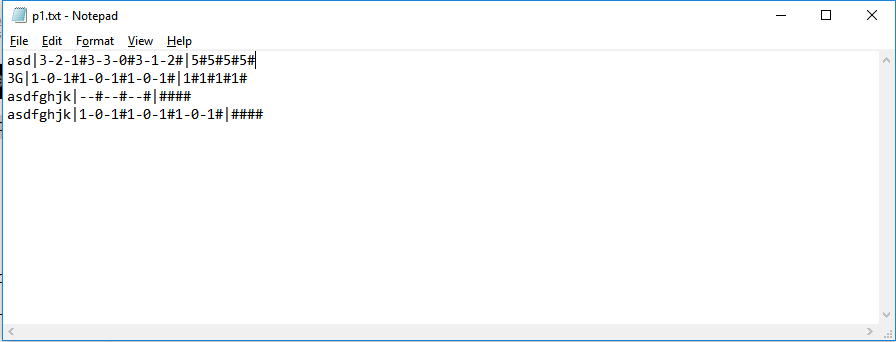 p1.txt - Notepad
File Edit Format View Help
asd|3-2-1#3-3-0#3-1-2#|5#5#5#5#
3G|1-0-1#1-0-1#1-0-1#|1#1#1#1#
asdfghjk|--#--#--#|####
asdfghjk|1-0-1#1-0-1#1-0-1#|####